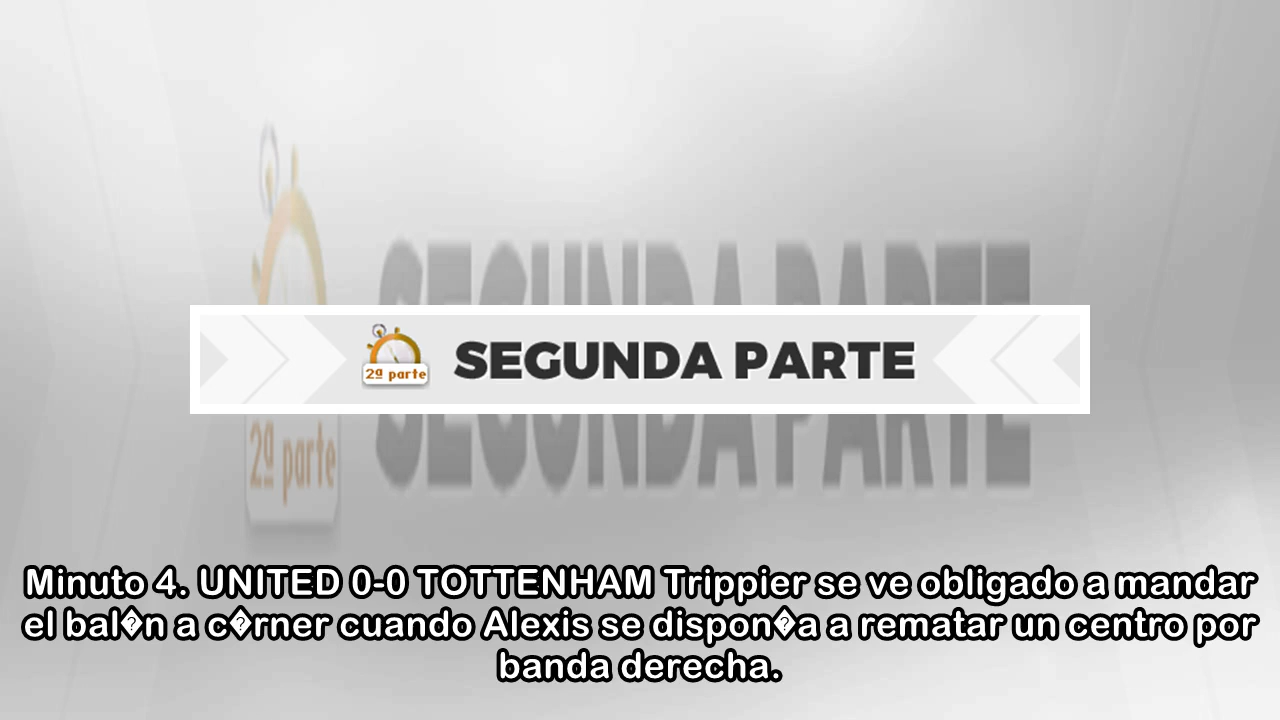 SEGUNDA PARTE
2ª parte
2ª parte SEGUNDA PARTE
Minuto 4. UNITED 0-0 TOTTENHAM Trippier se ve obligado a mandar
el bal�n a c�rner cuando Alexis se dispon�a a rematar un centro por
banda derecha.